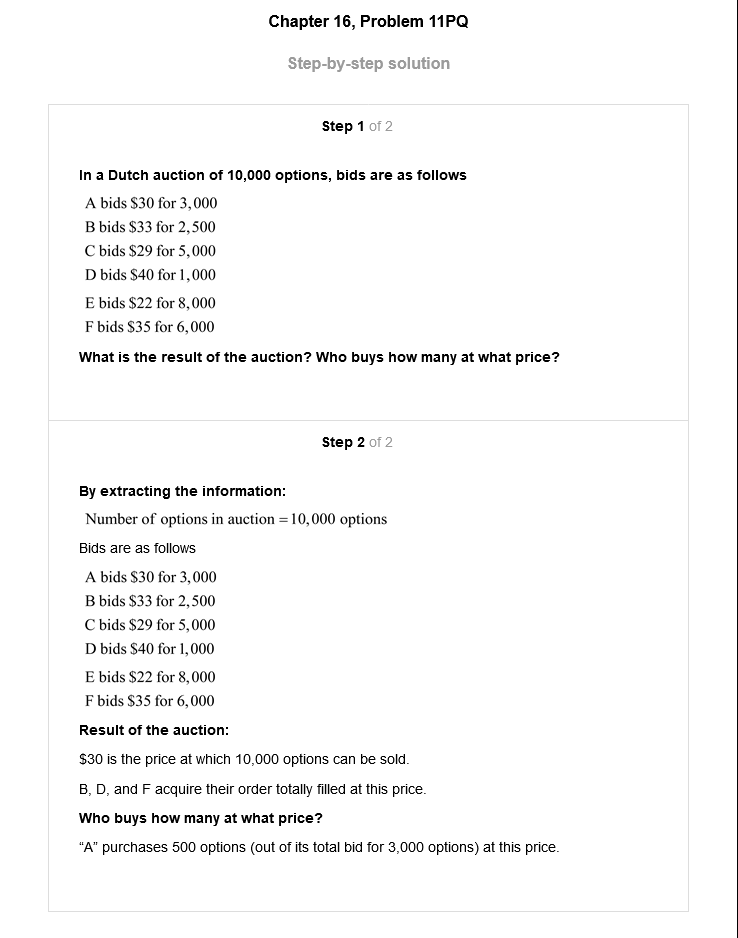 Chapter 16, Problem 11PQ
Step-by-step solution
Step 1 of 2
In a Dutch auction of 10,000 options, bids are as follows
A bids $30 for 3,000
B bids $33 for 2,500
C bids $29 for 5,000
D bids $40 for 1,000
E bids $22 for 8,000
F bids $35 for 6,000
What is the result of the auction? Who buys how many at what price?
Step 2 of 2
By extracting the information:
Number of options in auction = 10,000 options
Bids are as follows
A bids $30 for 3,000
B bids $33 for 2,500
C bids $29 for 5,000
D bids $40 for 1,000
E bids $22 for 8,000
F bids $35 for 6,000
Result of the auction:
$30 is the price at which 10,000 options can be sold.
B, D, and F acquire their order totally filled at this price.
Who buys how many at what price?
“A” purchases 500 options (out of its total bid for 3,000 options) at this price.